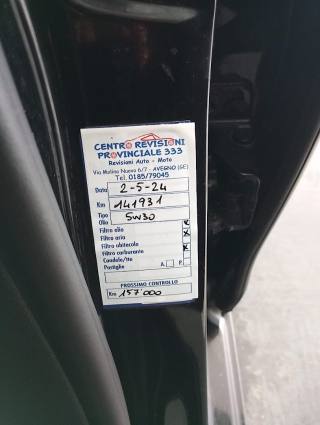 CENTRO REVISIONI
PROVINCIALE 333
Revisioni Auto - Moto
Via Molino Nuovo 6/7 - AVEGNO (GE)
Tel. 0185/79045
Data 2-5-24
Km 141931
Tipo Olio 5W30
Filtro olio x
Filtro aria x
Filtro abitacolo
Filtro carburante x
Candele/tte
Pastiglie A. P.
PROSSIMO CONTROLLO
Km 157'000